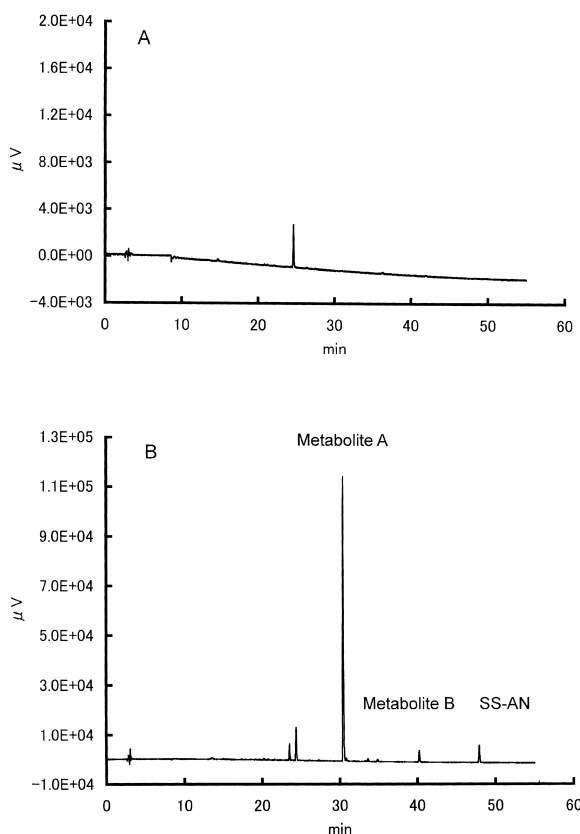 A
2.0E+04
1.6E+04
1.2E+04
8.0E+03
4.0E+03
0.0E+00
−4.0E+03
μV
0 10 20 30 40 50 60
min
Metabolite A
B
1.3E+05
1.1E+05
9.0E+04
7.0E+04
5.0E+04
3.0E+04
1.0E+04
−1.0E+04
μV
Metabolite B SS-AN
0 10 20 30 40 50 60
min